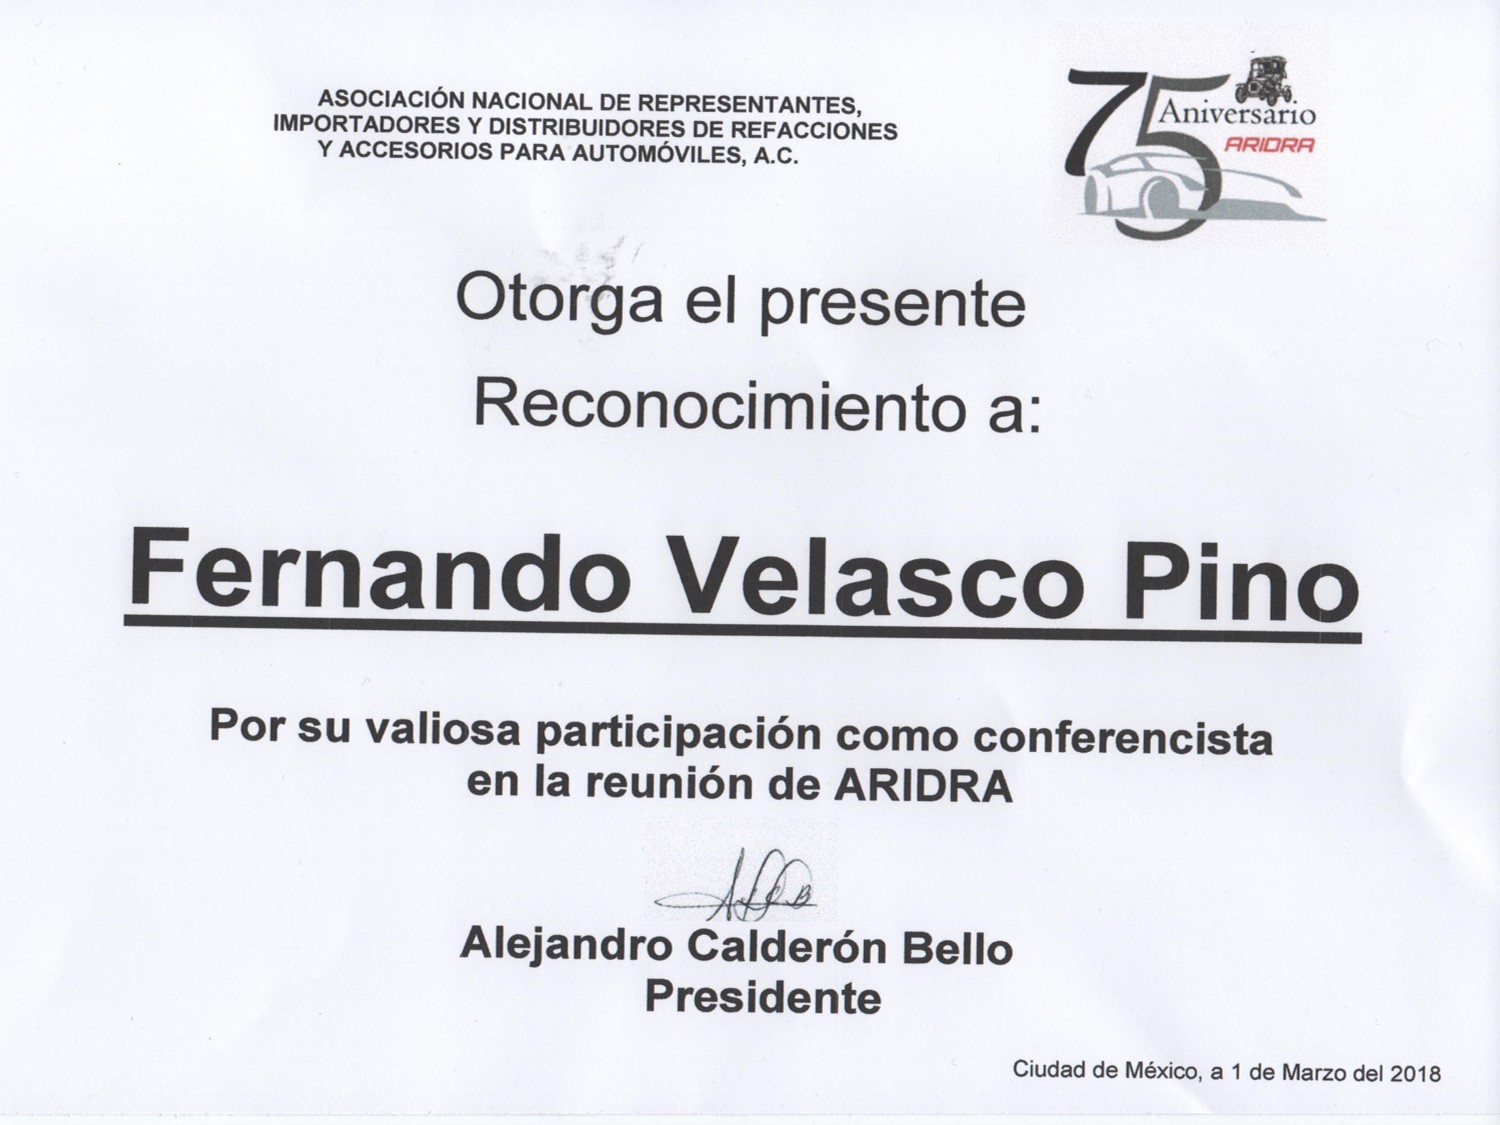 ASOCIACIÓN NACIONAL DE REPRESENTANTES,
IMPORTADORES Y DISTRIBUIDORES DE REFACCIONES
Y ACCESORIOS PARA AUTOMÓVILES, A.C.
75 Aniversario
ARIDRA
Otorga el presente
Reconocimiento a:
Fernando Velasco Pino
Por su valiosa participación como conferencista
en la reunión de ARIDRA
Alejandro Calderón Bello
Presidente
Ciudad de México, a 1 de Marzo del 2018